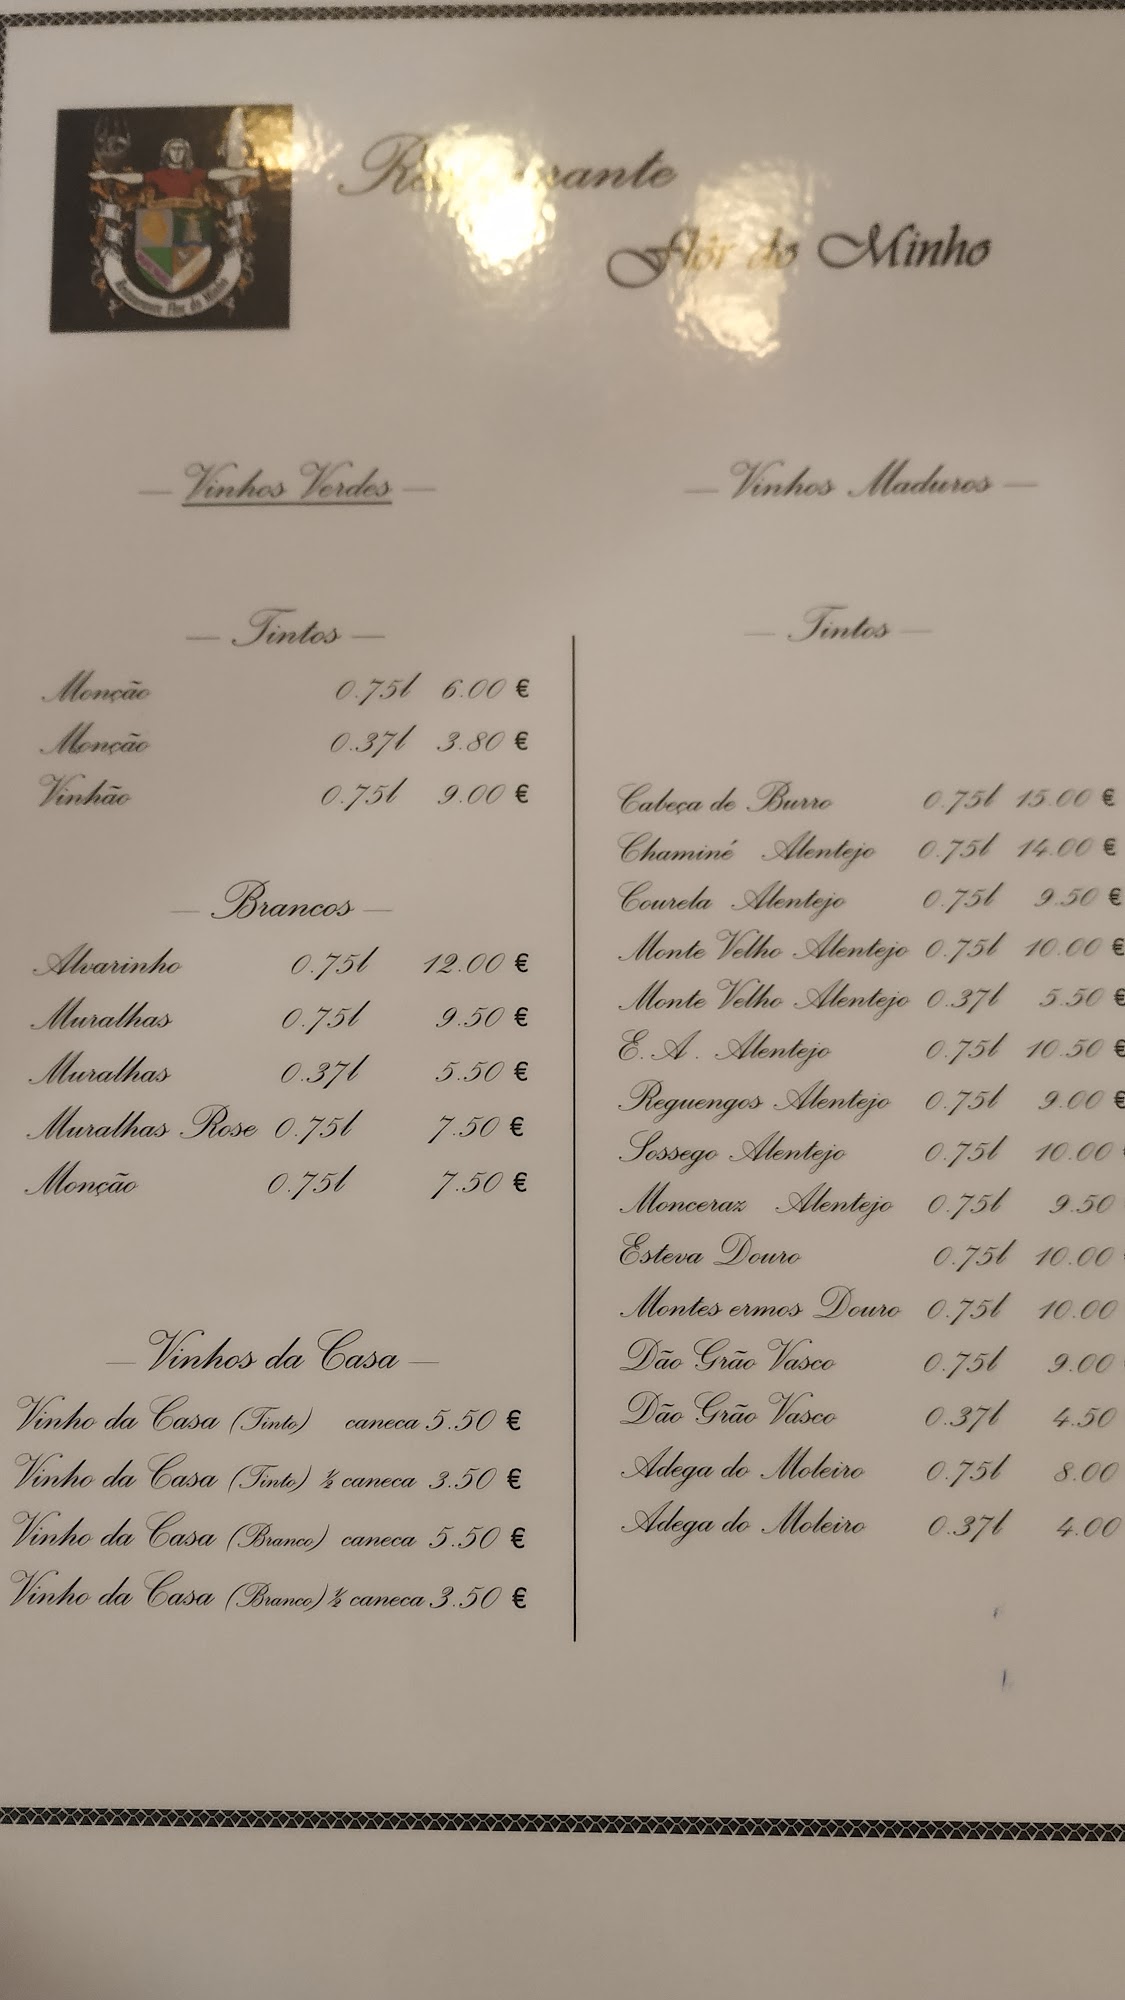 Restaurante
Flôr do Minho
Restaurante Flor do Minho
— Vinhos Verdes —
— Tintos —
Monção 0.75l 6.00 €
Monção 0.37l 3.80 €
Vinhão 0.75l 9.00 €
— Brancos —
Alvarinho 0.75l 12.00 €
Muralhas 0.75l 9.50 €
Muralhas 0.37l 5.50 €
Muralhas Rose 0.75l 7.50 €
Monção 0.75l 7.50 €
— Vinhos da Casa —
Vinho da Casa (Tinto) caneca 5.50 €
Vinho da Casa (Tinto) ½ caneca 3.50 €
Vinho da Casa (Branco) caneca 5.50 €
Vinho da Casa (Branco) ½ caneca 3.50 €
— Vinhos Maduros —
— Tintos —
Cabeça de Burro 0.75l 15.00 €
Chaminé Alentejo 0.75l 14.00 €
Courela Alentejo 0.75l 9.50 €
Monte Velho Alentejo 0.75l 10.00 €
Monte Velho Alentejo 0.37l 5.50 €
E. A. Alentejo 0.75l 10.50 €
Reguengos Alentejo 0.75l 9.00 €
Sossego Alentejo 0.75l 10.00
Monceraz Alentejo 0.75l 9.50
Esteva Douro 0.75l 10.00
Montes ermos Douro 0.75l 10.00
Dão Grão Vasco 0.75l 9.00
Dão Grão Vasco 0.37l 4.50
Adega do Moleiro 0.75l 8.00
Adega do Moleiro 0.37l 4.00